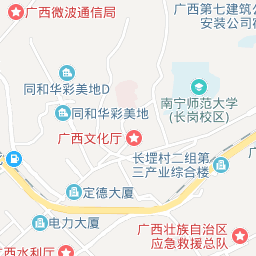 广西微波通信局
广西第七建筑
安装公司
同和华彩美地D
同和华彩美地
南宁师范大学
(长岗校区)
广西文化厅
长堽村二组第
三产业综合楼
定德大厦
电力大厦
广西壮族自治区
应急救援总队
广西水利厅